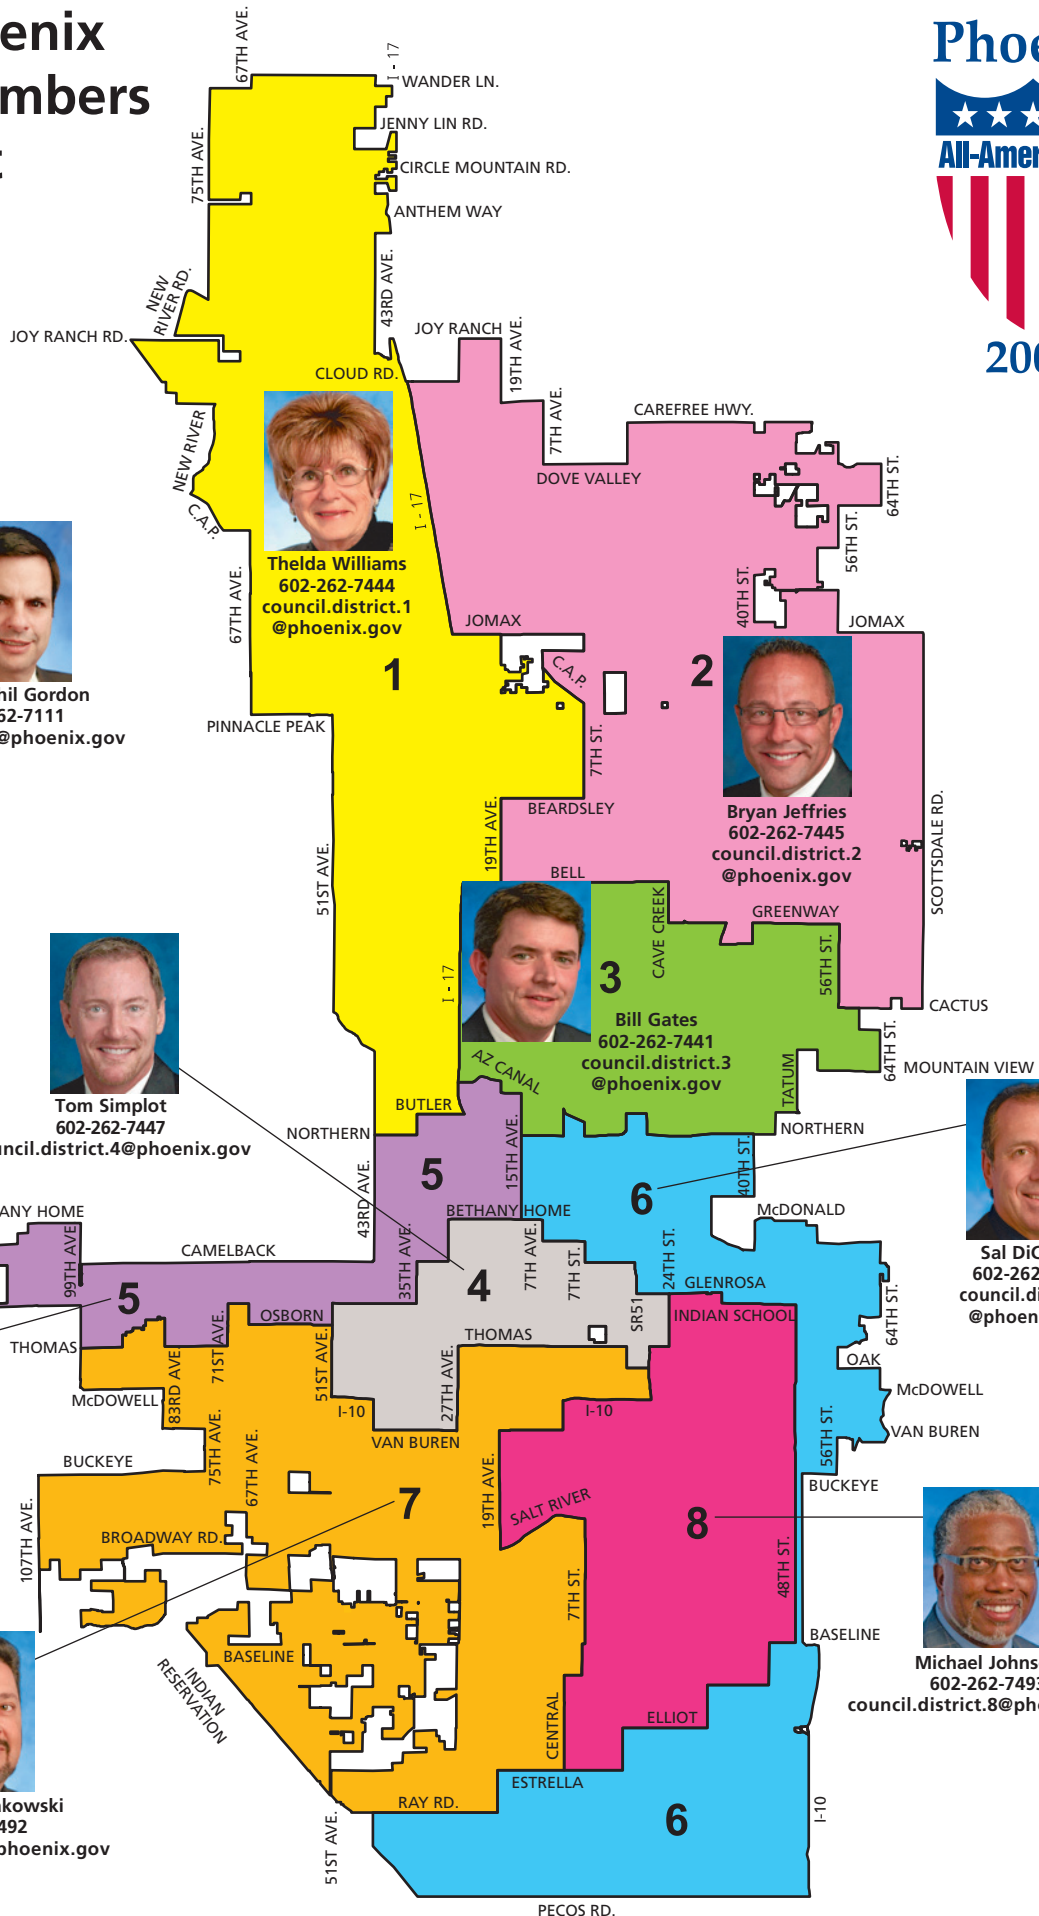 enix
mbers
Phoe
All-Amer
200
67TH AVE.
I - 17
WANDER LN.
JENNY LIN RD.
75TH AVE.
CIRCLE MOUNTAIN RD.
ANTHEM WAY
43RD AVE.
NEW
RIVER RD.
JOY RANCH RD.
JOY RANCH
19TH AVE.
CLOUD RD.
7TH AVE.
CAREFREE HWY.
NEW RIVER
DOVE VALLEY
64TH ST.
I - 17
C.A.P.
56TH ST.
Thelda Williams
602-262-7444
council.district.1
@phoenix.gov
67TH AVE.
40TH ST.
JOMAX
JOMAX
1
2
C.A.P.
hil Gordon
62-7111
@phoenix.gov
PINNACLE PEAK
7TH ST.
BEARDSLEY
19TH AVE.
Bryan Jeffries
602-262-7445
council.district.2
@phoenix.gov
SCOTTSDALE RD.
51ST AVE.
BELL
CAVE CREEK
GREENWAY
56TH ST.
I - 17
3
CACTUS
Bill Gates
602-262-7441
council.district.3
@phoenix.gov
AZ CANAL
64TH ST.
MOUNTAIN VIEW
TATUM
Tom Simplot
602-262-7447
uncil.district.4@phoenix.gov
BUTLER
NORTHERN
NORTHERN
15TH AVE.
43RD AVE.
5
6
40TH ST.
ANY HOME
BETHANY HOME
McDONALD
99TH AVE
CAMELBACK
35TH AVE.
7TH AVE.
7TH ST.
24TH ST.
Sal DiC
602-262
council.di
@phoen
5
4
GLENROSA
SR51
INDIAN SCHOOL
64TH ST.
OSBORN
THOMAS
THOMAS
71ST AVE.
83RD AVE.
51ST AVE.
27TH AVE.
OAK
McDOWELL
McDOWELL
I-10
I-10
VAN BUREN
VAN BUREN
56TH ST.
75TH AVE.
67TH AVE.
BUCKEYE
BUCKEYE
19TH AVE.
7
SALT RIVER
8
107TH AVE.
BROADWAY RD.
7TH ST.
48TH ST.
BASELINE
BASELINE
INDIAN
RESERVATION
Michael Johns
602-262-7493
council.district.8@pho
CENTRAL
ELLIOT
ESTRELLA
RAY RD.
akowski
492
phoenix.gov
51ST AVE.
6
I-10
PECOS RD.